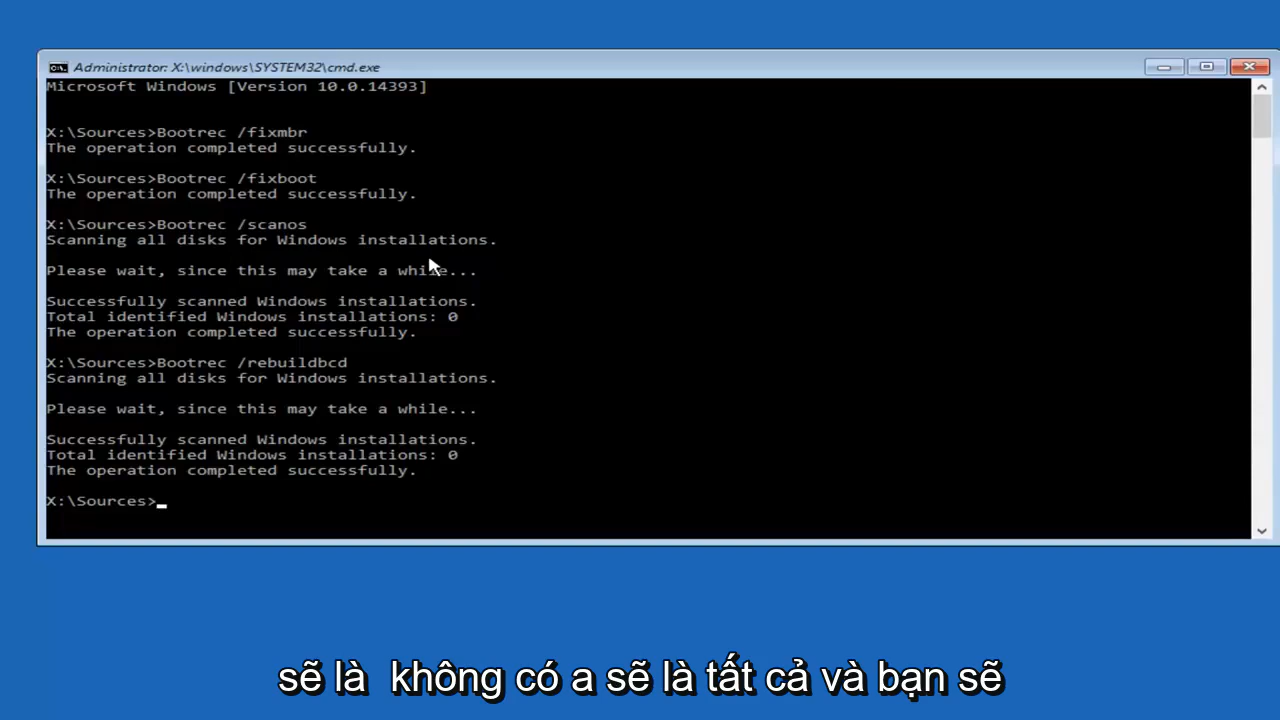 Administrator: X:\windows\SYSTEM32\cmd.exe
Microsoft Windows [Version 10.0.14393]
X:\Sources>Bootrec /fixmbr
The operation completed successfully.
X:\Sources>Bootrec /fixboot
The operation completed successfully.
X:\Sources>Bootrec /scanos
Scanning all disks for Windows installations.
Please wait, since this may take a while...
Successfully scanned Windows installations.
Total identified Windows installations: 0
The operation completed successfully.
X:\Sources>Bootrec /rebuildbcd
Scanning all disks for Windows installations.
Please wait, since this may take a while...
Successfully scanned Windows installations.
Total identified Windows installations: 0
The operation completed successfully.
X:\Sources>
sẽ là không có a sẽ là tất cả và bạn sẽ